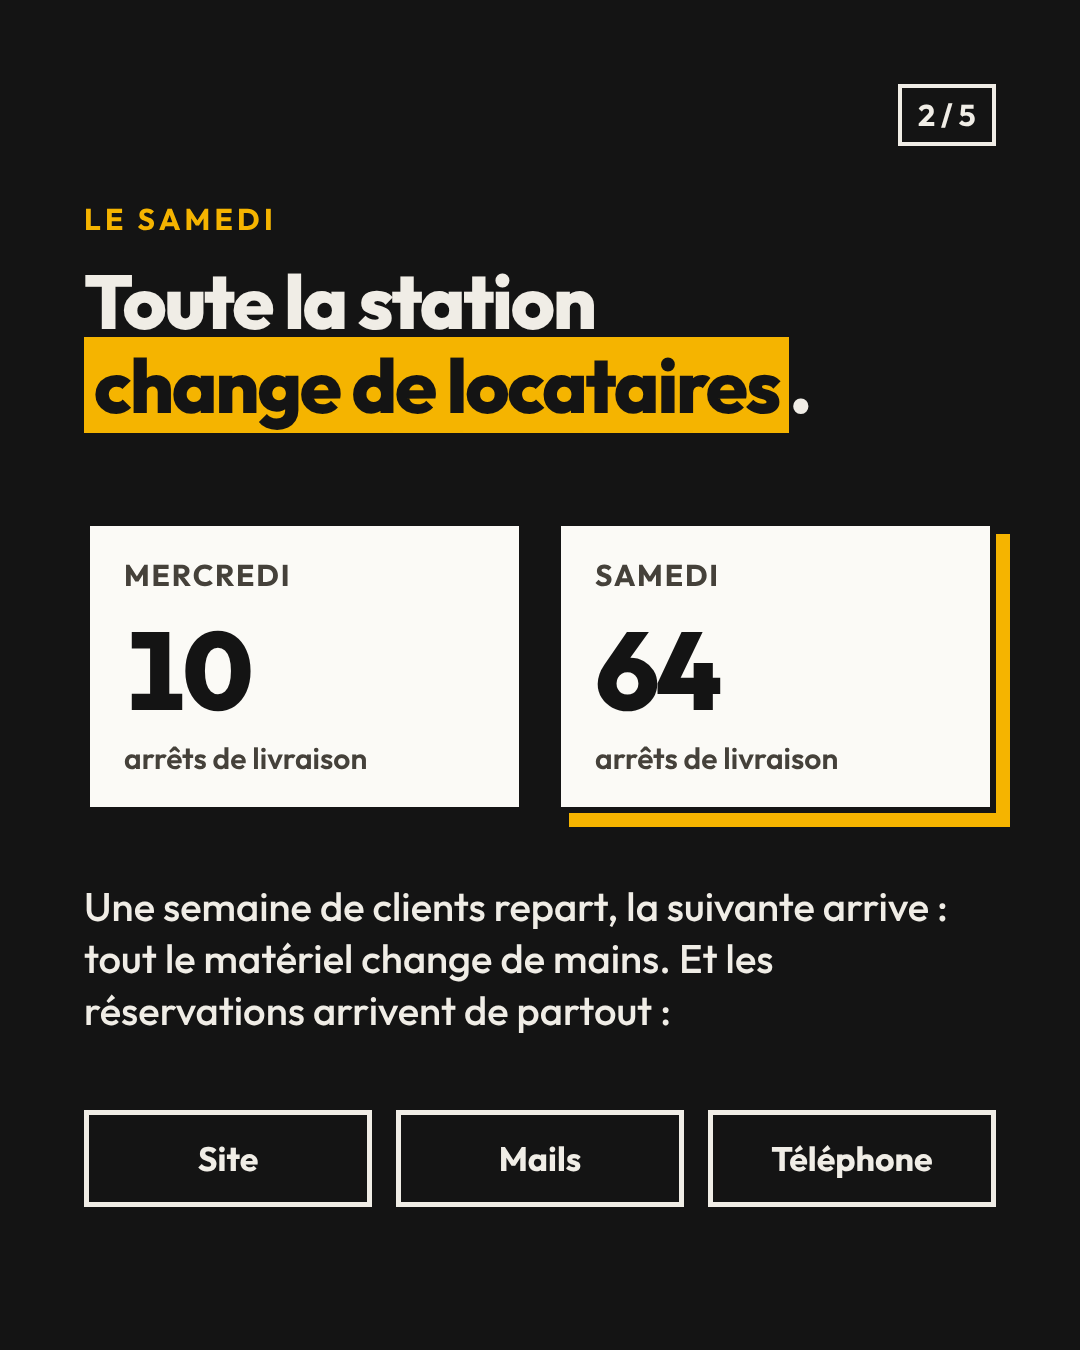 2 / 5
LE SAMEDI
Toute la station
change de locataires.
MERCREDI
10
arrêts de livraison
SAMEDI
64
arrêts de livraison
Une semaine de clients repart, la suivante arrive :
tout le matériel change de mains. Et les
réservations arrivent de partout :
Site
Mails
Téléphone